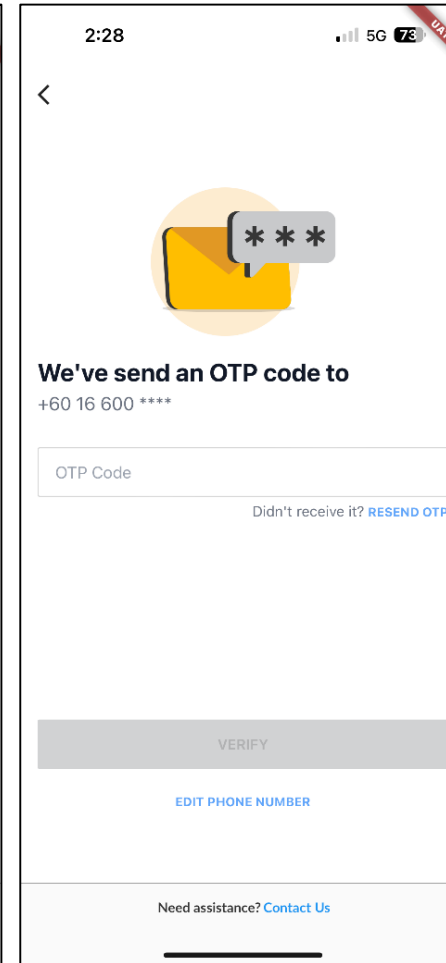 2:28
5G 73
UAT
* * *
We've send an OTP code to
+60 16 600 ****
OTP Code
Didn't receive it? RESEND OTP
VERIFY
EDIT PHONE NUMBER
Need assistance? Contact Us